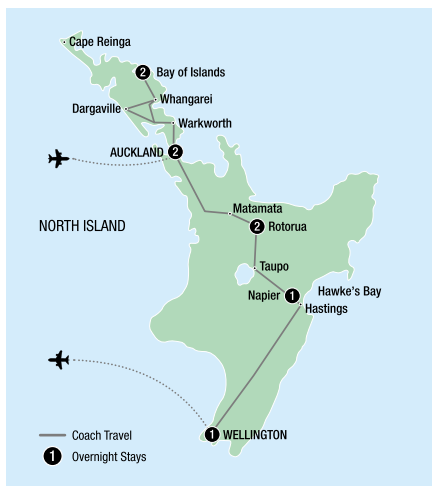 Cape Reinga
2 Bay of Islands
Whangarei
Dargaville
Warkworth
AUCKLAND 2
Matamata
NORTH ISLAND
2 Rotorua
Taupo
Hawke's Bay
Napier 1
Hastings
1 WELLINGTON
Coach Travel
1 Overnight Stays